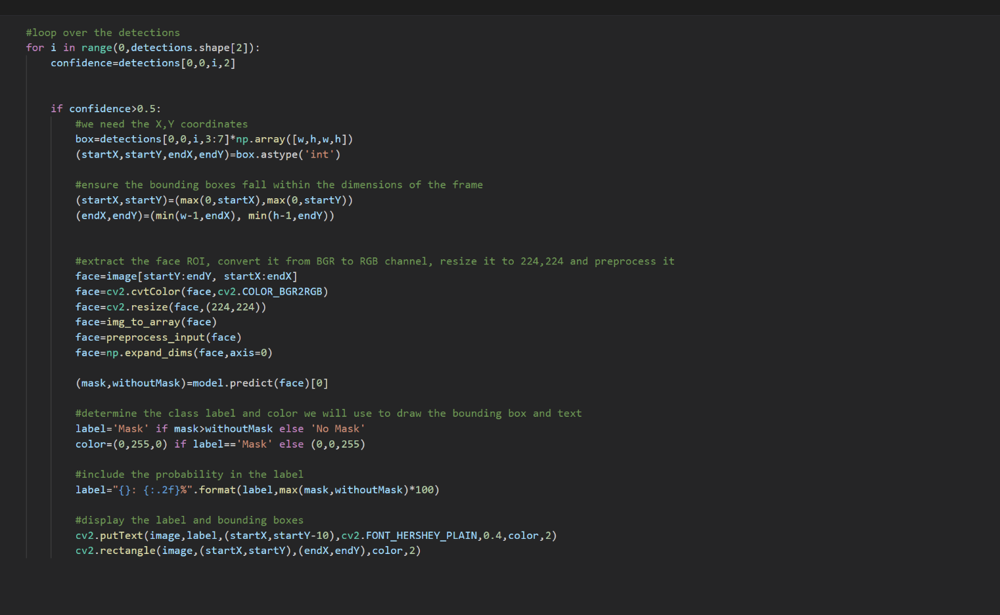 #loop over the detections
for i in range(0,detections.shape[2]):
    confidence=detections[0,0,i,2]
    if confidence>0.5:
        #we need the X,Y coordinates
        box=detections[0,0,i,3:7]*np.array([w,h,w,h])
        (startX,startY,endX,endY)=box.astype('int')
        #ensure the bounding boxes fall within the dimensions of the frame
        (startX,startY)=(max(0,startX),max(0,startY))
        (endX,endY)=(min(w-1,endX), min(h-1,endY))
        #extract the face ROI, convert it from BGR to RGB channel, resize it to 224,224 and preprocess it
        face=image[startY:endY, startX:endX]
        face=cv2.cvtColor(face,cv2.COLOR_BGR2RGB)
        face=cv2.resize(face,(224,224))
        face=img_to_array(face)
        face=preprocess_input(face)
        face=np.expand_dims(face,axis=0)
        (mask,withoutMask)=model.predict(face)[0]
        #determine the class label and color we will use to draw the bounding box and text
        label='Mask' if mask>withoutMask else 'No Mask'
        color=(0,255,0) if label=='Mask' else (0,0,255)
        #include the probability in the label
        label="{}: {:.2f}%".format(label,max(mask,withoutMask)*100)
        #display the label and bounding boxes
        cv2.putText(image,label,(startX,startY-10),cv2.FONT_HERSHEY_PLAIN,0.4,color,2)
        cv2.rectangle(image,(startX,startY),(endX,endY),color,2)